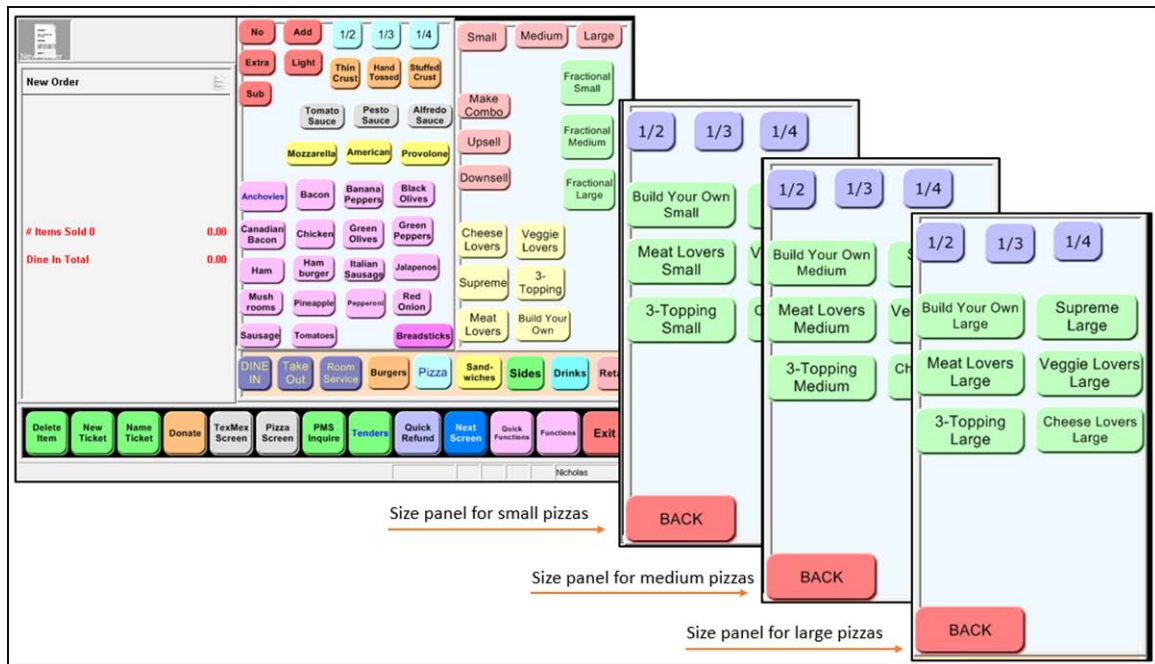 New Order
New Order
# Items Sold 0 0.00
Dine In Total 0.00
No Add 1/2 1/3 1/4
Extra Light Thin Crust Hand Tossed Stuffed Crust
Sub
Tomato Sauce Pesto Sauce Alfredo Sauce
Mozzarella American Provolone
Anchovies Bacon Banana Peppers Black Olives
Canadian Bacon Chicken Green Olives Green Peppers
Ham Ham burger Italian Sausage Jalapenos
Mush rooms Pineapple Pepperoni Red Onion
Sausage Tomatoes Breadsticks
Small Medium Large
Fractional Small
Make Combo
Fractional Medium
Upsell
Downsell
Fractional Large
Cheese Lovers Veggie Lovers
Supreme 3-Topping
Meat Lovers Build Your Own
DINE IN Take Out Room Service Burgers Pizza Sand-wiches Sides Drinks Reta
Delete Item New Ticket Name Ticket Donate TexMex Screen Pizza Screen PMS Inquire Tenders Quick Refund Next Screen Quick Functions Functions Exit
Nicholas
1/2 1/3 1/4
Build Your Own Small
Meat Lovers Small V
3-Topping Small C
BACK
Size panel for small pizzas
1/2 1/3 1/4
Build Your Own Medium S
Meat Lovers Medium Ve
3-Topping Medium Ch
BACK
Size panel for medium pizzas
1/2 1/3 1/4
Build Your Own Large Supreme Large
Meat Lovers Large Veggie Lovers Large
3-Topping Large Cheese Lovers Large
BACK
Size panel for large pizzas